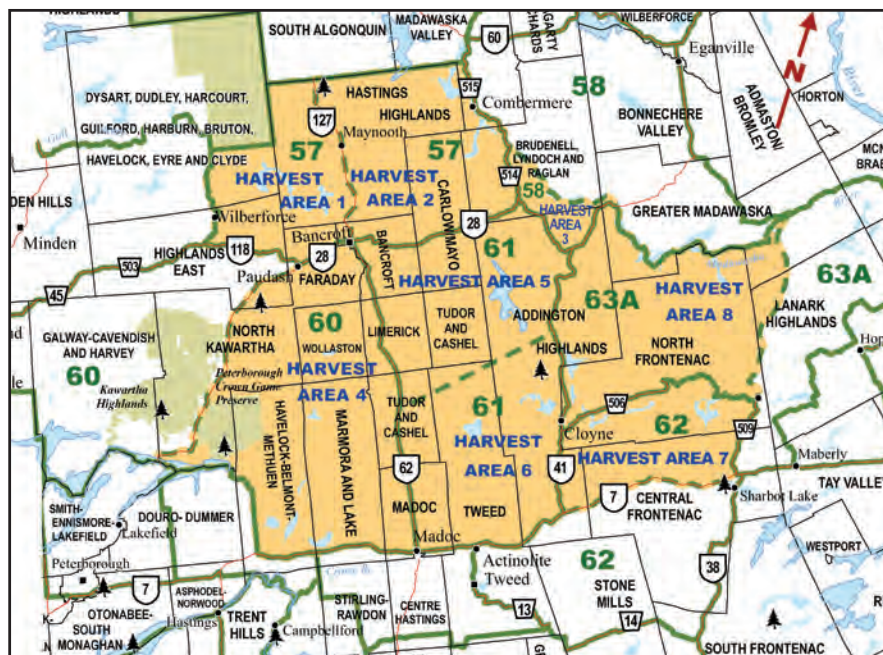 SOUTH ALGONQUIN
MADAWASKA
VALLEY
60
60
WILBERFORCE
Eganville
58
N
ADMASTON/
BROMLEY
HORTON
River
DYSART, DUDLEY, HARCOURT,
GUILFORD, HARBURN, BRUTON,
HAVELOCK, EYRE AND CLYDE
Gull
HASTINGS
HIGHLANDS
127
Maynooth
515
Combermere
BONNECHERE
VALLEY
57
57
HARVEST
AREA 1
HARVEST
AREA 2
CARLOW/MAYO
BRUDENELL,
LYNDOCH AND
RAGLAN
514
58
HARVEST
AREA
3
GREATER MADAWASKA
River
DEN HILLS
Minden
Wilberforce
28
Bancroft
118
28
BANCROFT
503
HIGHLANDS
EAST
Paudash
FARADAY
45
61
HARVEST AREA 5
ADDINGTON
HIGHLANDS
63A
HARVEST
AREA 8
63A
LANARK
HIGHLANDS
GALWAY-CAVENDISH
AND HARVEY
60
Kawartha
Highlands
NORTH
KAWARTHA
60
WOLLASTON
LIMERICK
TUDOR
AND
CASHEL
NORTH
FRONTENAC
Peterborough
Crown Game
Preserve
HARVEST
AREA 4
HAVELOCK-BELMONT-
METHUEN
MARMORA AND LAKE
TUDOR
AND
CASHEL
61
HARVEST
AREA 6
Cloyne
506
62
509
HARVEST AREA 7
Maberly
62
41
7
CENTRAL
FRONTENAC
Sharbot Lake
TAY VALLEY
MADOC
TWEED
SMITH-
ENNISMORE-
LAKEFIELD
Lakefield
DOURO- DUMMER
Madoc
Actinolite
Tweed
62
STONE
MILLS
38
WESTPORT
Peterborough
7
OTONABEE-
SOUTH
MONAGHAN
ASPHODEL-
NORWOOD
Hastings
TRENT
HILLS
Campbellford
STIRLING-
RAWDON
CENTRE
HASTINGS
13
14
SOUTH FRONTENAC